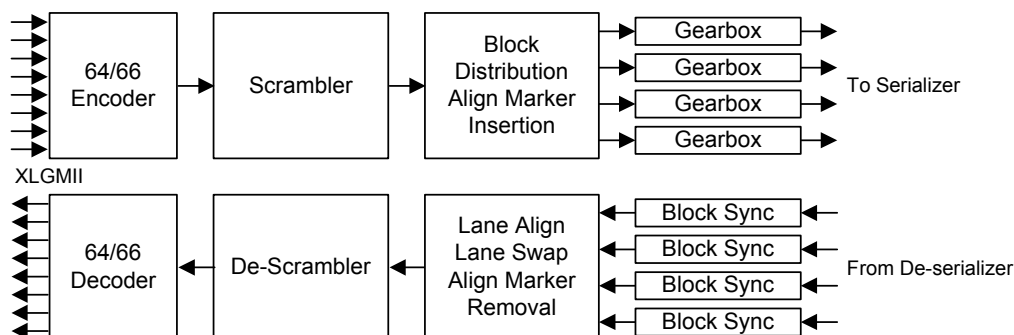 64/66
Encoder
Scrambler
Block
Distribution
Align Marker
Insertion
Gearbox
Gearbox
Gearbox
Gearbox
To Serializer
XLGMII
64/66
Decoder
De-Scrambler
Lane Align
Lane Swap
Align Marker
Removal
Block Sync
Block Sync
Block Sync
Block Sync
From De-serializer